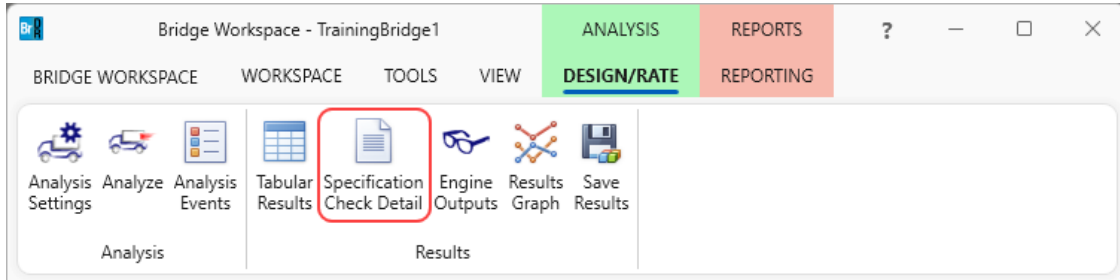 Br R Bridge Workspace - TrainingBridge1 ANALYSIS REPORTS ?
BRIDGE WORKSPACE WORKSPACE TOOLS VIEW DESIGN/RATE REPORTING
Analysis Analyze Analysis Tabular Specification Engine Results Save
Settings Events Results Check Detail Outputs Graph Results
Analysis Results